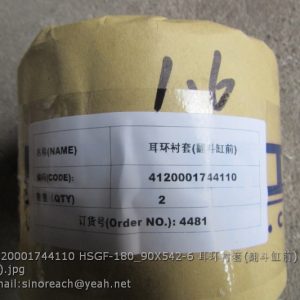 16
名称(NAME) 耳环衬套(翻斗缸前)
编码(CODE): 4120001744110
数量(QTY) 2
订货号(Order NO.): 4481
20001744110 HSGF-180_90X542-6 耳环衬套(翻斗缸前)
).jpg
mail:sinoreach@yeah.net